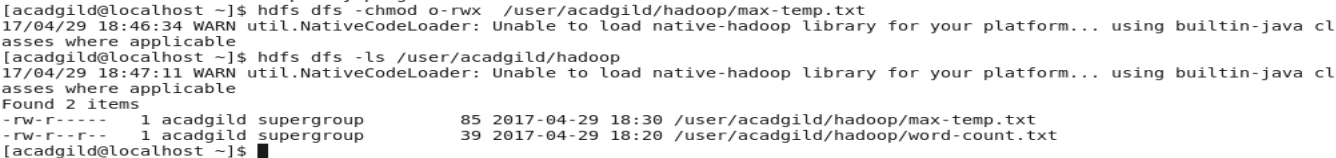 [acadgild@localhost ~]$ hdfs dfs -chmod o-rwx  /user/acadgild/hadoop/max-temp.txt
17/04/29 18:46:34 WARN util.NativeCodeLoader: Unable to load native-hadoop library for your platform... using builtin-java cl
asses where applicable
[acadgild@localhost ~]$ hdfs dfs -ls /user/acadgild/hadoop
17/04/29 18:47:11 WARN util.NativeCodeLoader: Unable to load native-hadoop library for your platform... using builtin-java cl
asses where applicable
Found 2 items
-rw-r-----   1 acadgild supergroup         85 2017-04-29 18:30 /user/acadgild/hadoop/max-temp.txt
-rw-r--r--   1 acadgild supergroup         39 2017-04-29 18:20 /user/acadgild/hadoop/word-count.txt
[acadgild@localhost ~]$